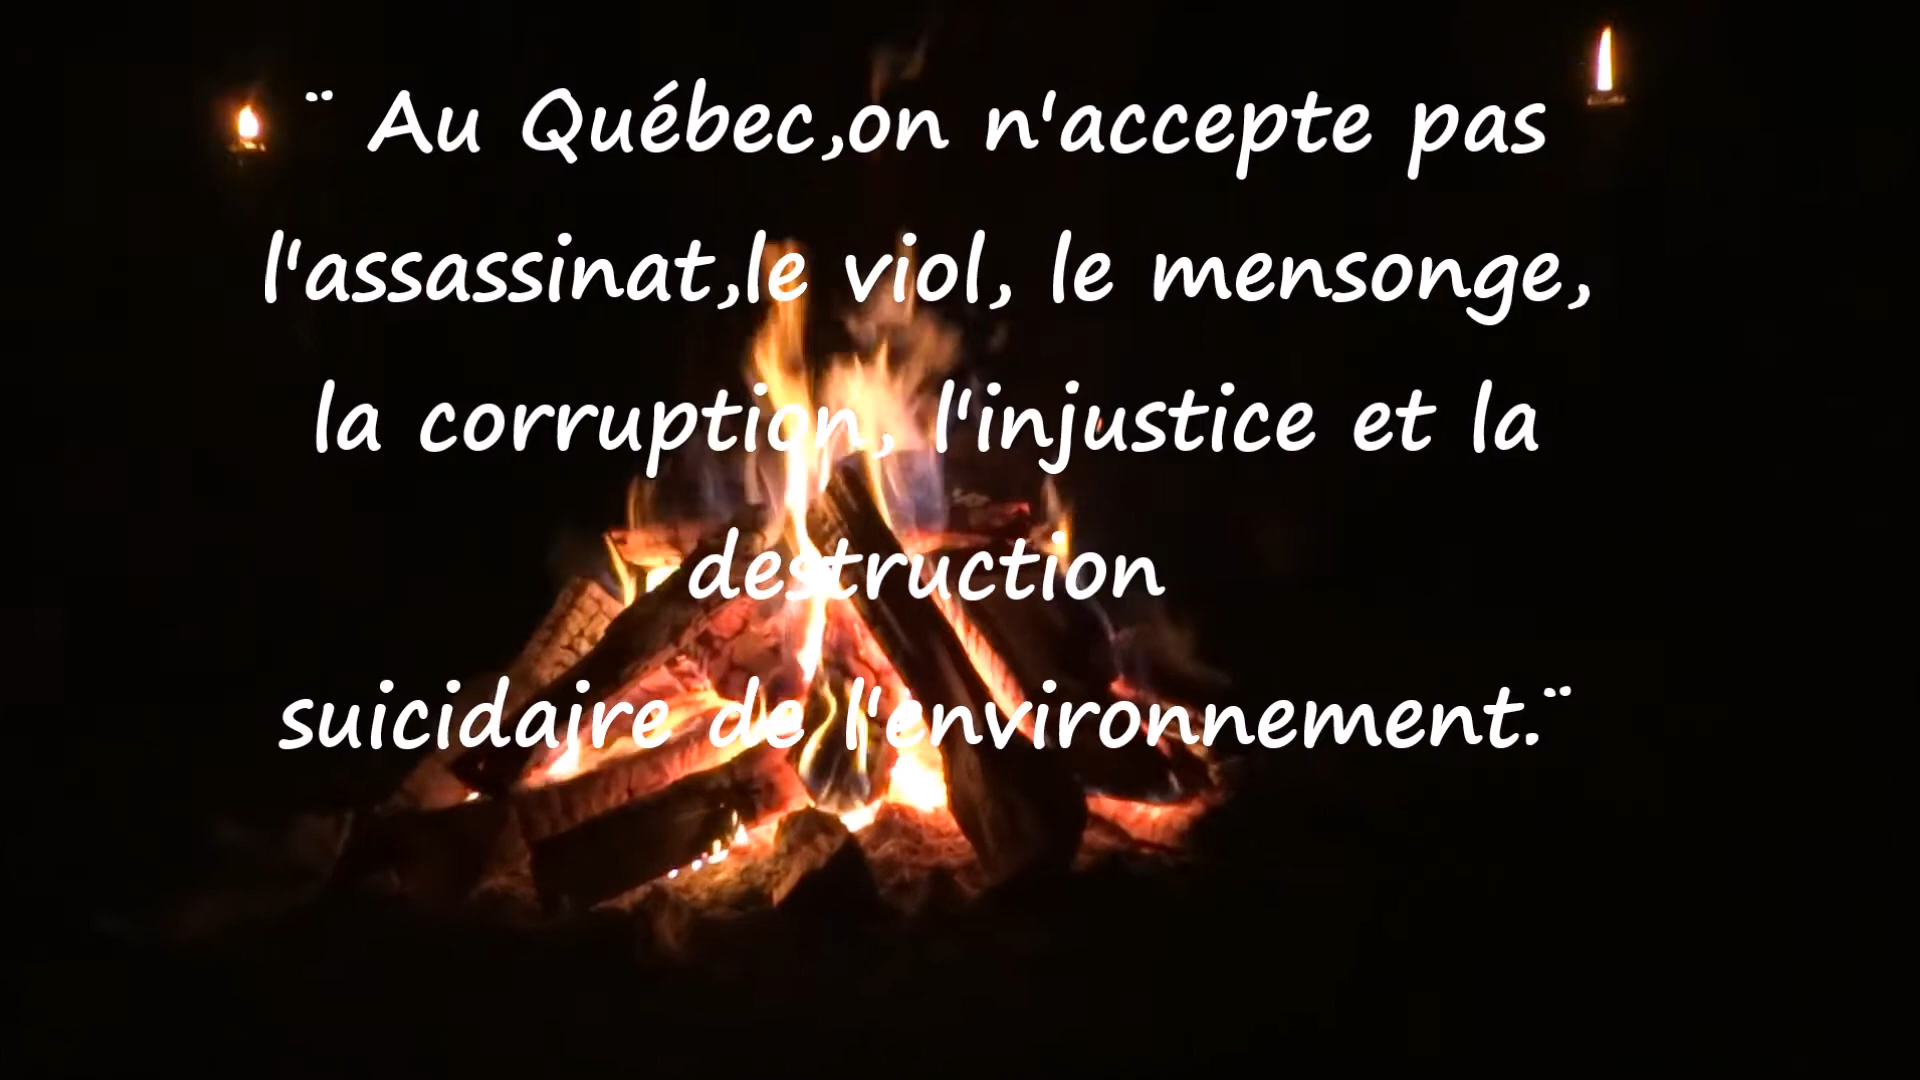 ¨ Au Québec,on n'accepte pas
l'assassinat,le viol, le mensonge,
la corruption, l'injustice et la
destruction
suicidaire de l'environnement.¨